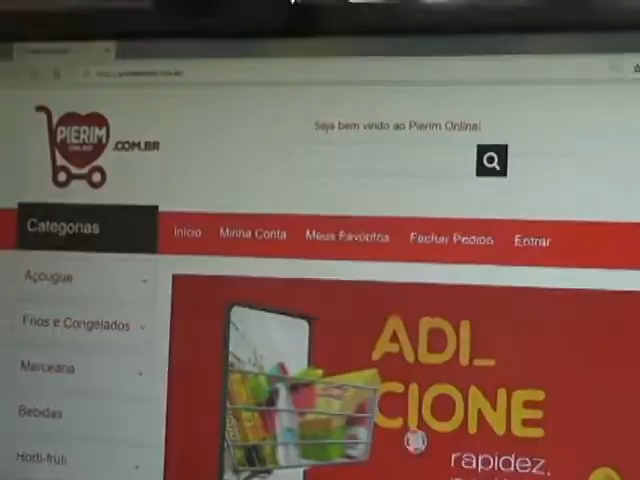 PIERIM
.COM.BR
Seja bem vindo ao Pierim Online!
Categorias
Início Minha Conta Meus Favoritos Fechar Pedido Entrar
Açougue
Frios e Congelados
Mercearia
Bebidas
Horti-fruti
ADI_
CIONE
rapidez.